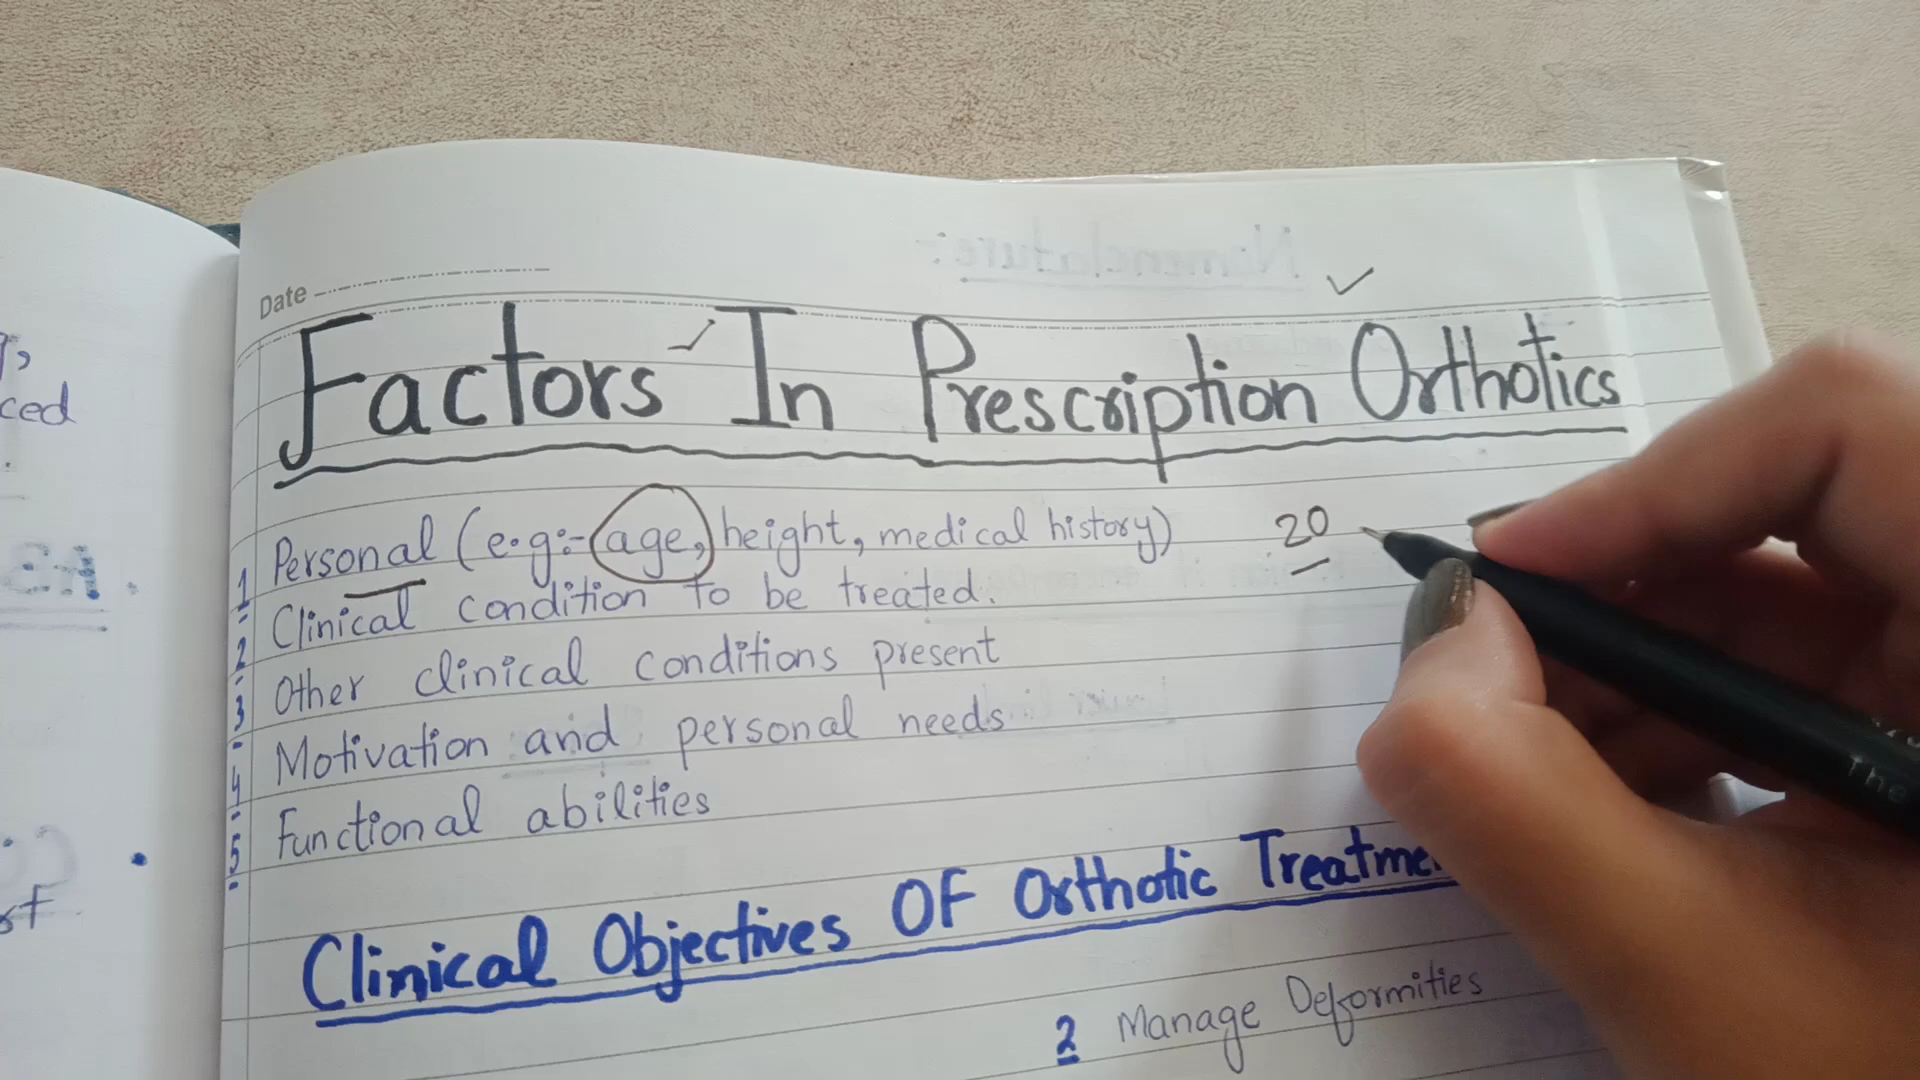 Date
Factors In Prescription Orthotics
1 Personal (e.g:- age, height, medical history) 20
2 Clinical condition to be treated.
3 Other clinical conditions present
4 Motivation and personal needs
5 Functional abilities
Clinical Objectives OF Orthotic Treatme
2 Manage Deformities
ced
The